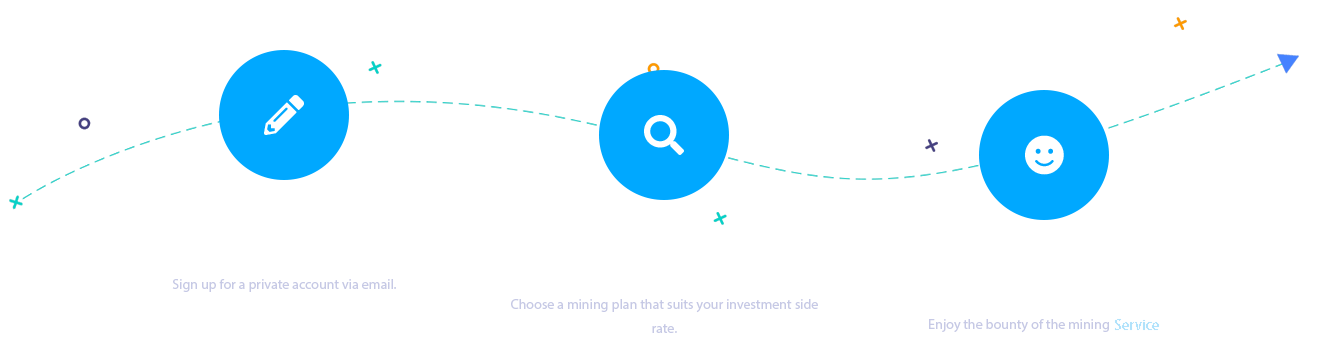 Sign up for a private account via email.
Choose a mining plan that suits your investment side
rate.
Enjoy the bounty of the mining Service